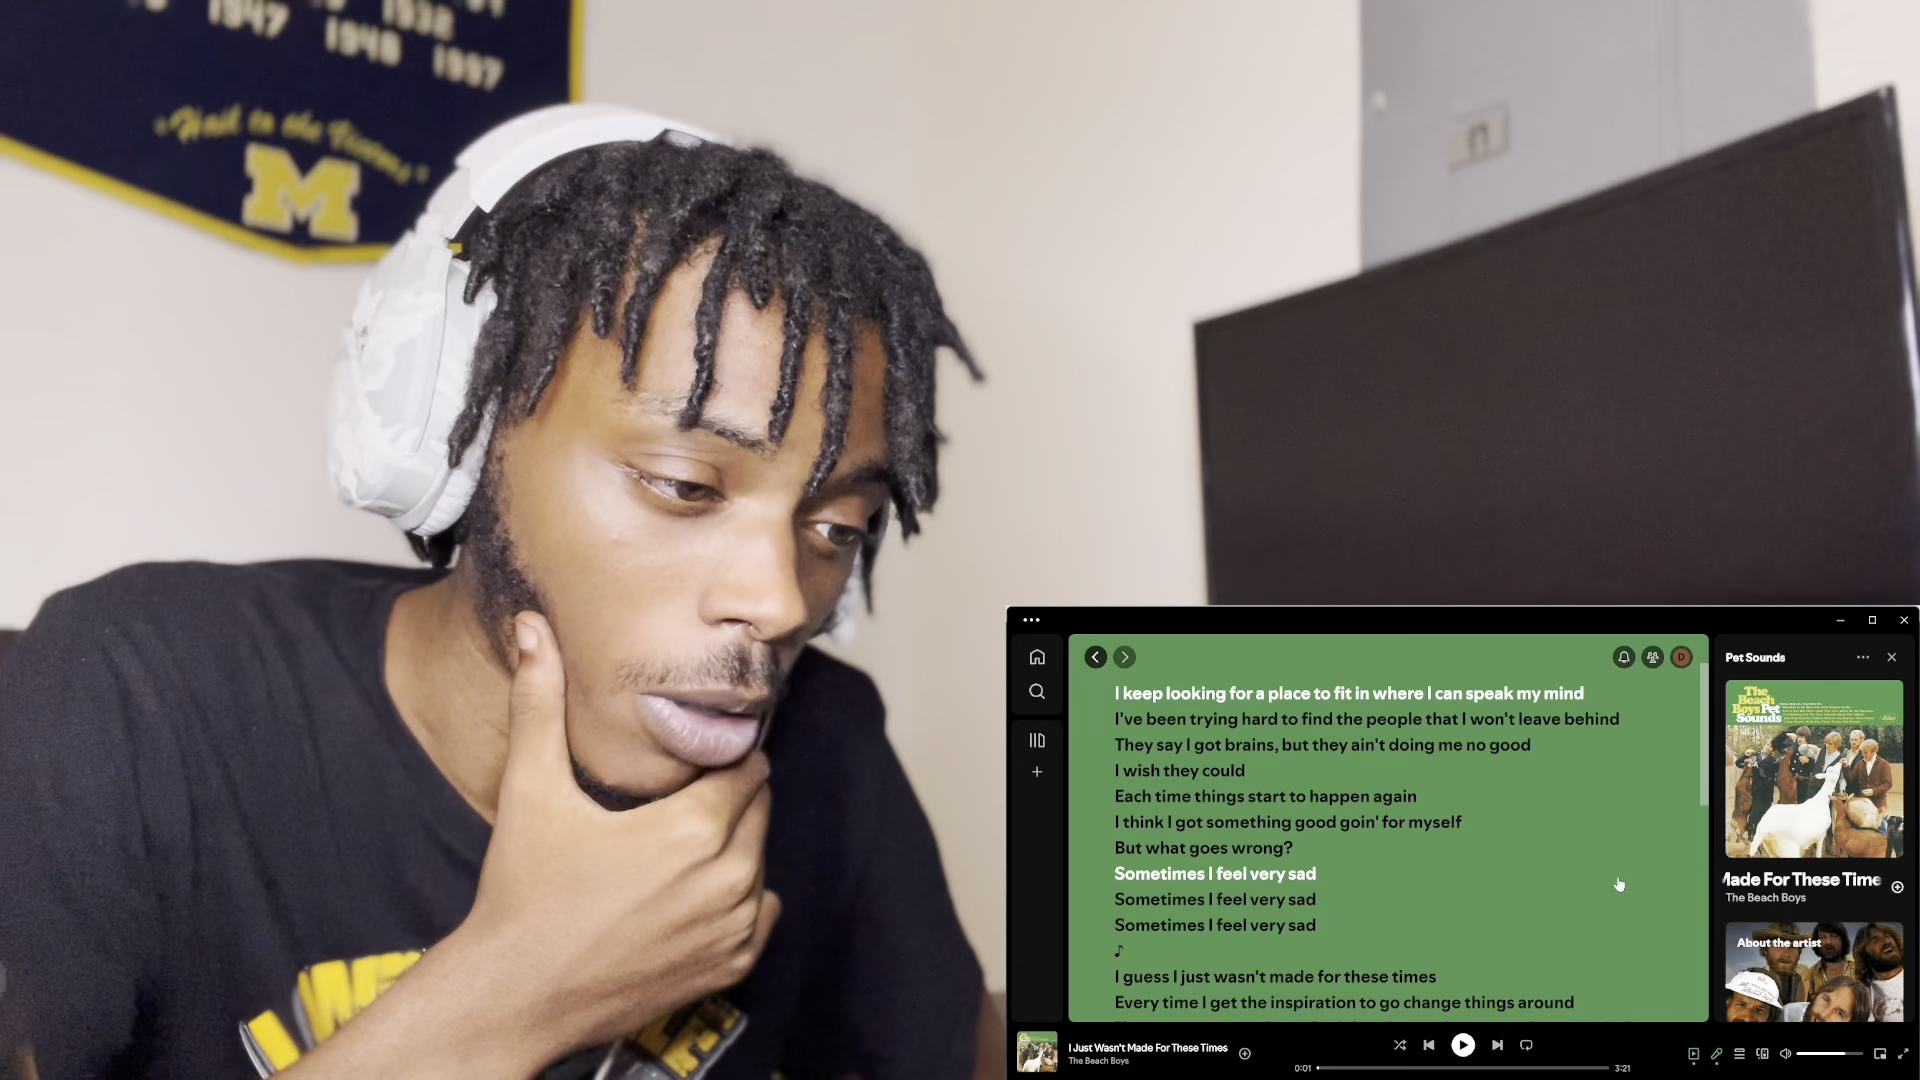 1947 1948 1997
"Hail to the Victors"
M
I keep looking for a place to fit in where I can speak my mind
I've been trying hard to find the people that I won't leave behind
They say I got brains, but they ain't doing me no good
I wish they could
Each time things start to happen again
I think I got something good goin' for myself
But what goes wrong?
Sometimes I feel very sad
Sometimes I feel very sad
Sometimes I feel very sad
I guess I just wasn't made for these times
Every time I get the inspiration to go change things around
D
Pet Sounds
The
Beach
Boys Pet
Sounds
Made For These Time
The Beach Boys
About the artist
I Just Wasn't Made For These Times
The Beach Boys
0:01
3:21